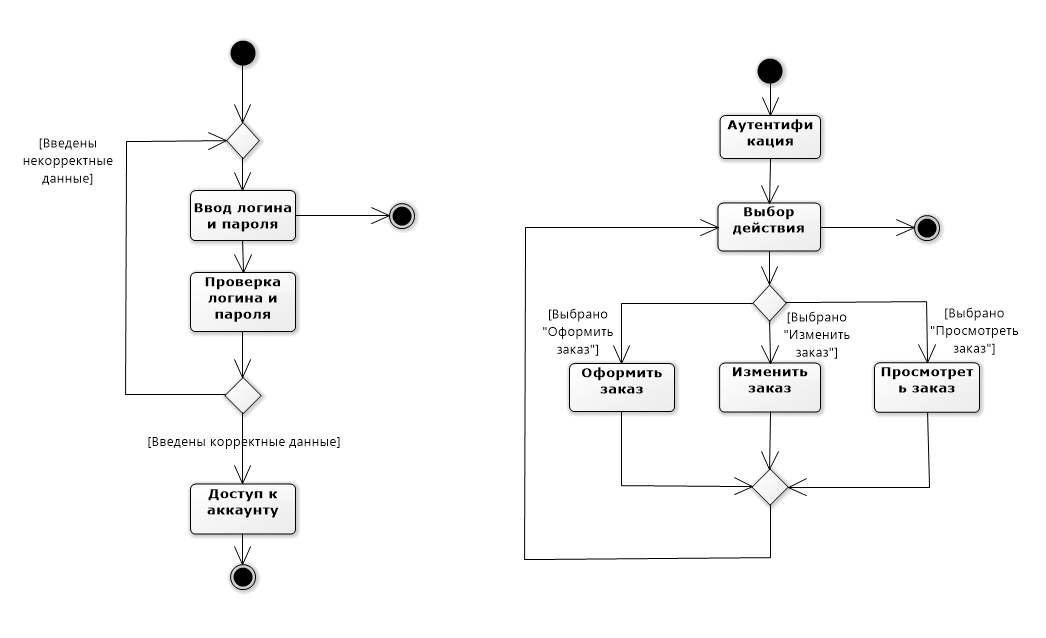 [Введены
некорректные
данные]
Ввод логина
и пароля
Проверка
логина и
пароля
[Введены корректные данные]
Доступ к
аккаунту
Аутентифи
кация
Выбор
действия
[Выбрано
"Оформить
заказ"]
[Выбрано
"Изменить
заказ"]
[Выбрано
"Просмотреть
заказ"]
Оформить
заказ
Изменить
заказ
Просмотрет
ь заказ